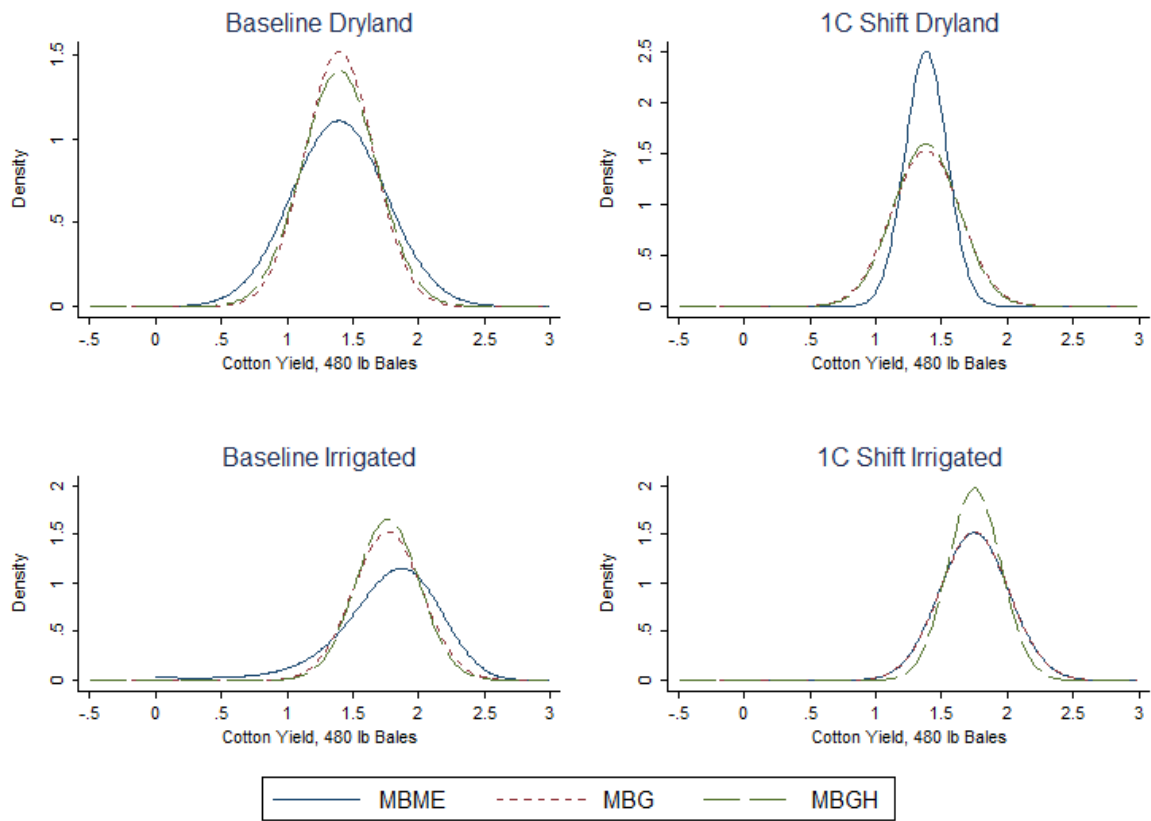 Baseline Dryland
1.5
1
.5
0
Density
-.5 0 .5 1 1.5 2 2.5 3
Cotton Yield, 480 lb Bales
1C Shift Dryland
2.5
2
1.5
1
.5
0
Density
-.5 0 .5 1 1.5 2 2.5 3
Cotton Yield, 480 lb Bales
Baseline Irrigated
2
1.5
1
.5
0
Density
-.5 0 .5 1 1.5 2 2.5 3
Cotton Yield, 480 lb Bales
1C Shift Irrigated
2
1.5
1
.5
0
Density
-.5 0 .5 1 1.5 2 2.5 3
Cotton Yield, 480 lb Bales
MBME MBG MBGH